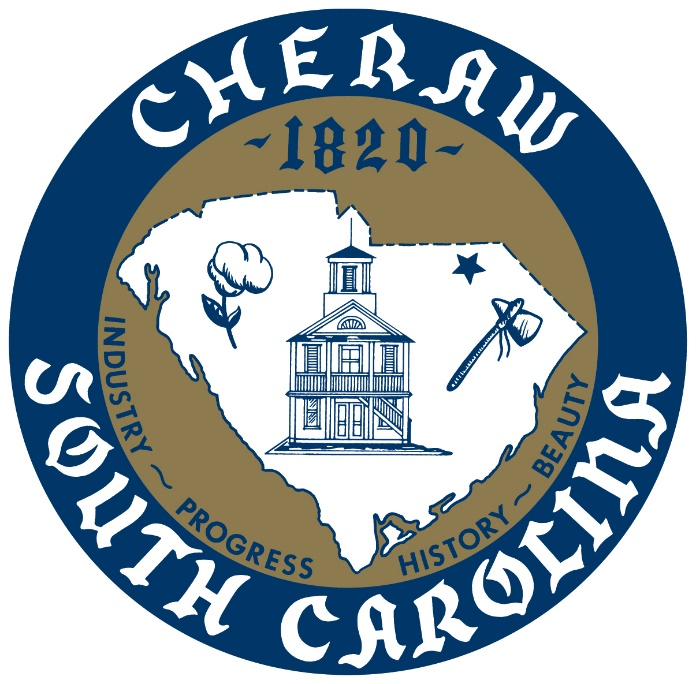 CHERAW
-1820-
INDUSTRY ~ PROGRESS
HISTORY ~ BEAUTY
SOUTH CAROLINA